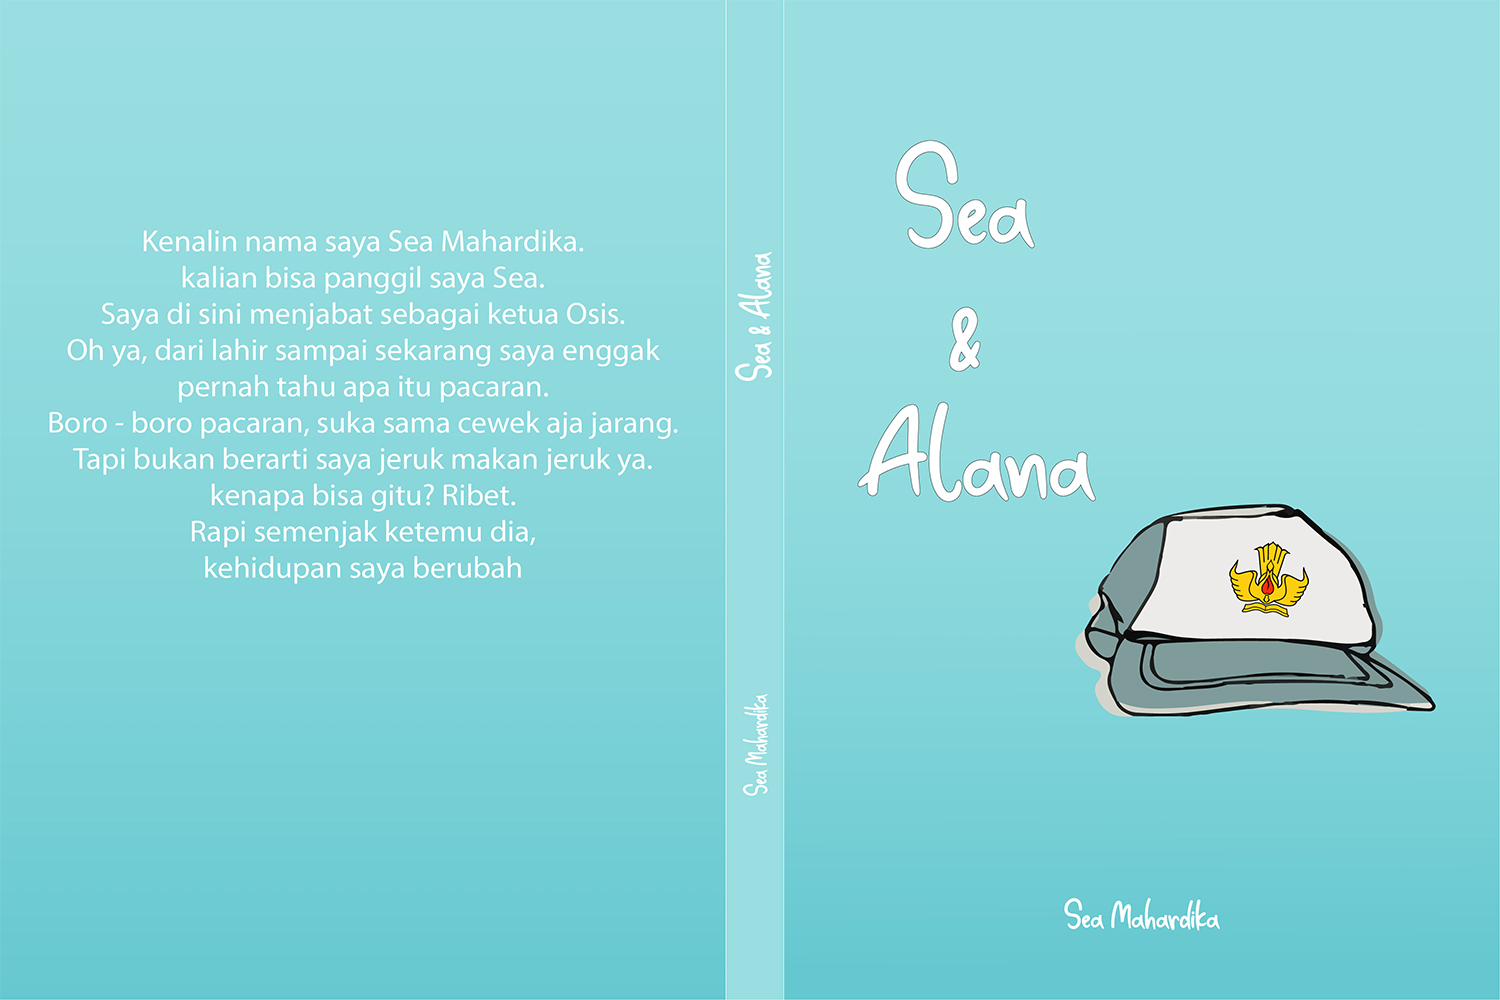 Kenalin nama saya Sea Mahardika.
kalian bisa panggil saya Sea.
Saya di sini menjabat sebagai ketua Osis.
Oh ya, dari lahir sampai sekarang saya enggak
pernah tahu apa itu pacaran.
Boro - boro pacaran, suka sama cewek aja jarang.
Tapi bukan berarti saya jeruk makan jeruk ya.
kenapa bisa gitu? Ribet.
Rapi semenjak ketemu dia,
kehidupan saya berubah
Sea & Alana
Sea Mahardika
Sea
&
Alana
Sea Mahardika